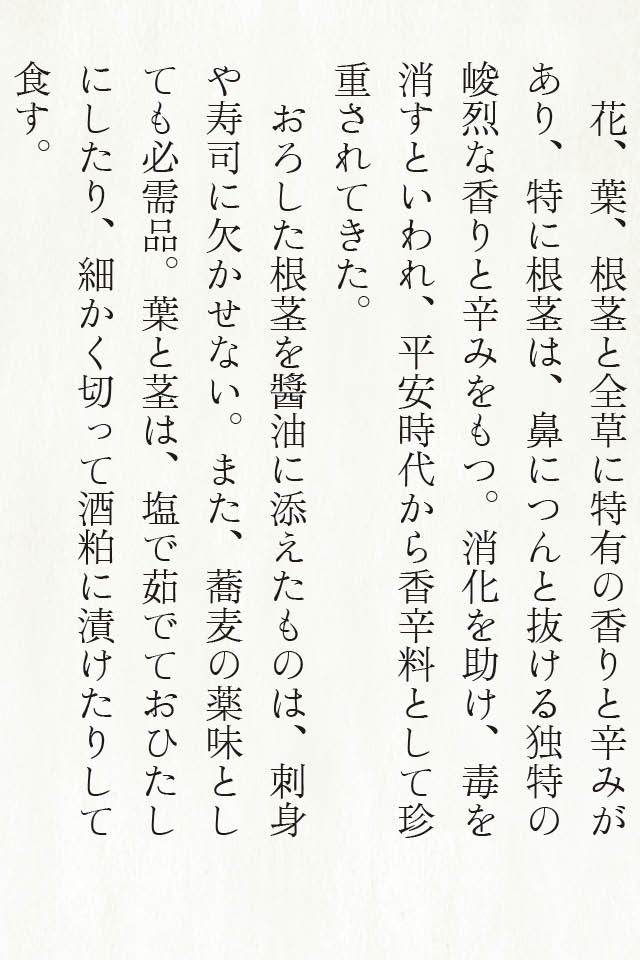 花、葉、根茎と全草に特有の香りと辛みが
あり、特に根茎は、鼻につんと抜ける独特の
峻烈な香りと辛みをもつ。消化を助け、毒を
消すといわれ、平安時代から香辛料として珍
重されてきた。
　おろした根茎を醬油に添えたものは、刺身
や寿司に欠かせない。また、蕎麦の薬味とし
ても必需品。葉と茎は、塩で茹でておひたし
にしたり、細かく切って酒粕に漬けたりして
食す。